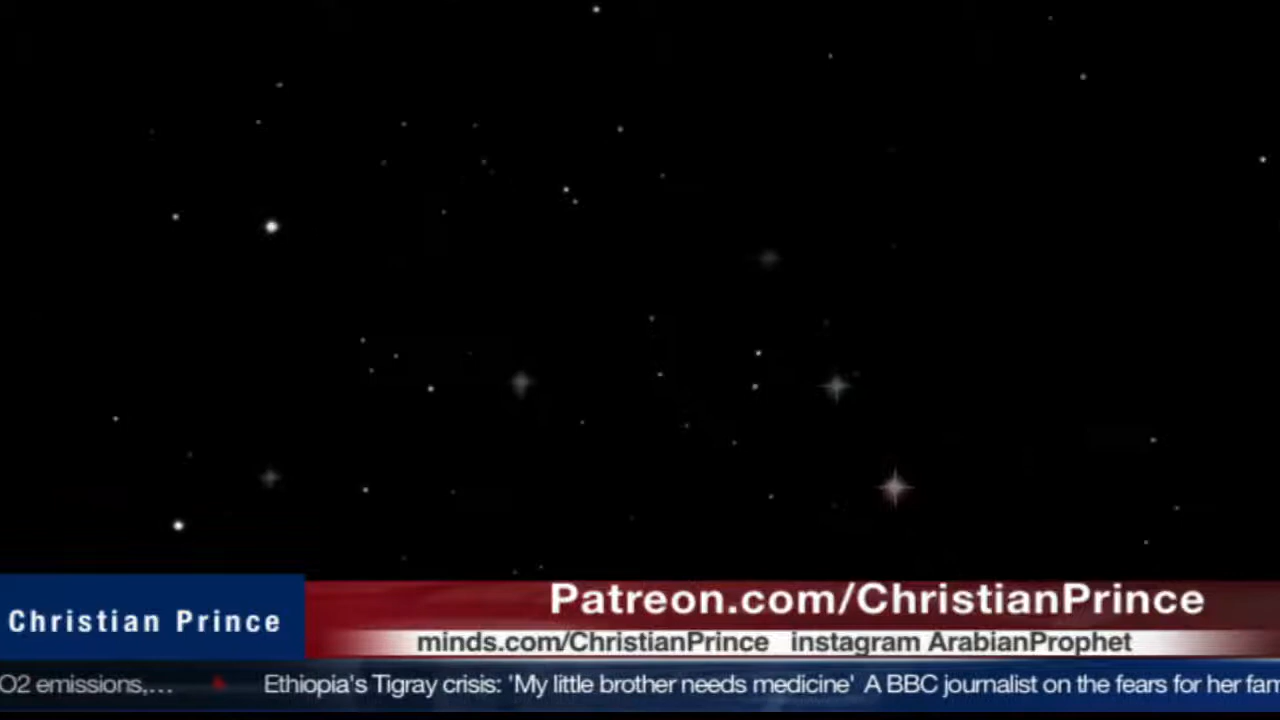 Patreon.com/ChristianPrince
Christian Prince
minds.com/ChristianPrince instagram ArabianProphet
O2 emissions,... Ethiopia's Tigray crisis: 'My little brother needs medicine' A BBC journalist on the fears for her fam